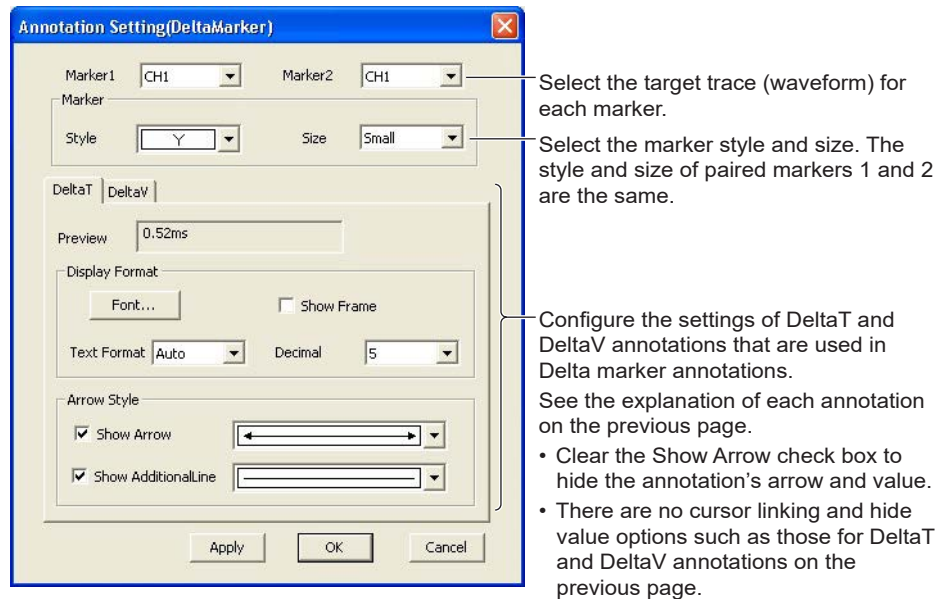 Annotation Setting(DeltaMarker)
Marker1 CH1 Marker2 CH1
Marker
Style Y Size Small
DeltaT DeltaV
Preview 0.52ms
Display Format
Font... Show Frame
Text Format Auto Decimal 5
Arrow Style
Show Arrow
Show AdditionalLine
Apply OK Cancel
Select the target trace (waveform) for
each marker.
Select the marker style and size. The
style and size of paired markers 1 and 2
are the same.
Configure the settings of DeltaT and
DeltaV annotations that are used in
Delta marker annotations.
See the explanation of each annotation
on the previous page.
• Clear the Show Arrow check box to
hide the annotation’s arrow and value.
• There are no cursor linking and hide
value options such as those for DeltaT
and DeltaV annotations on the
previous page.